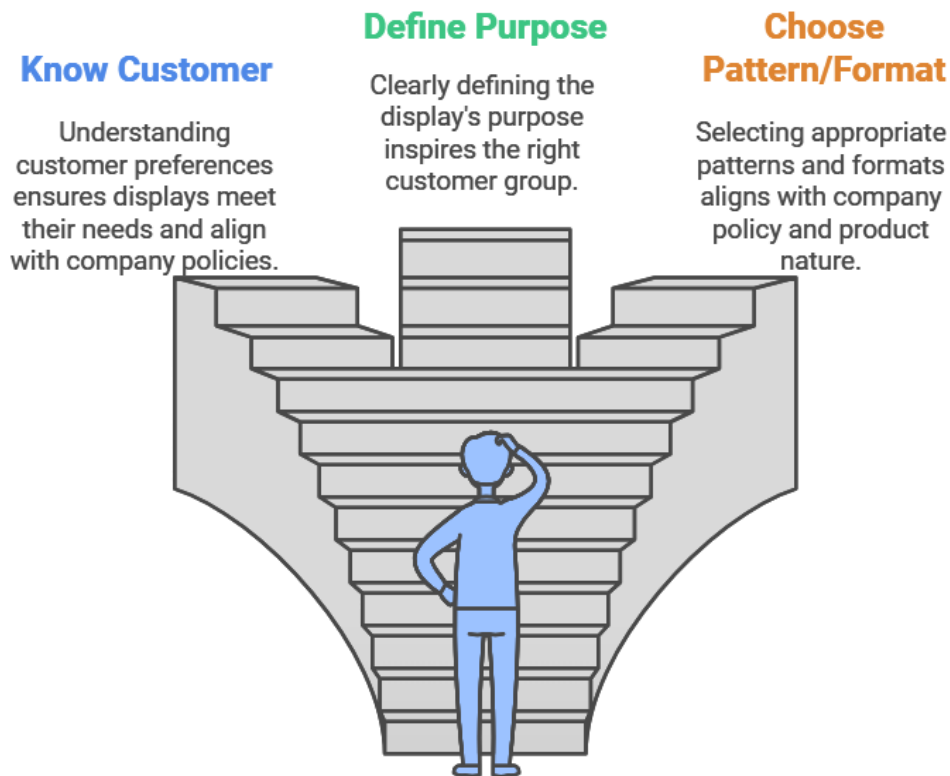 Know Customer
Understanding
customer preferences
ensures displays meet
their needs and align
with company policies.
Define Purpose
Clearly defining the
display's purpose
inspires the right
customer group.
Choose
Pattern/Format
Selecting appropriate
patterns and formats
aligns with company
policy and product
nature.